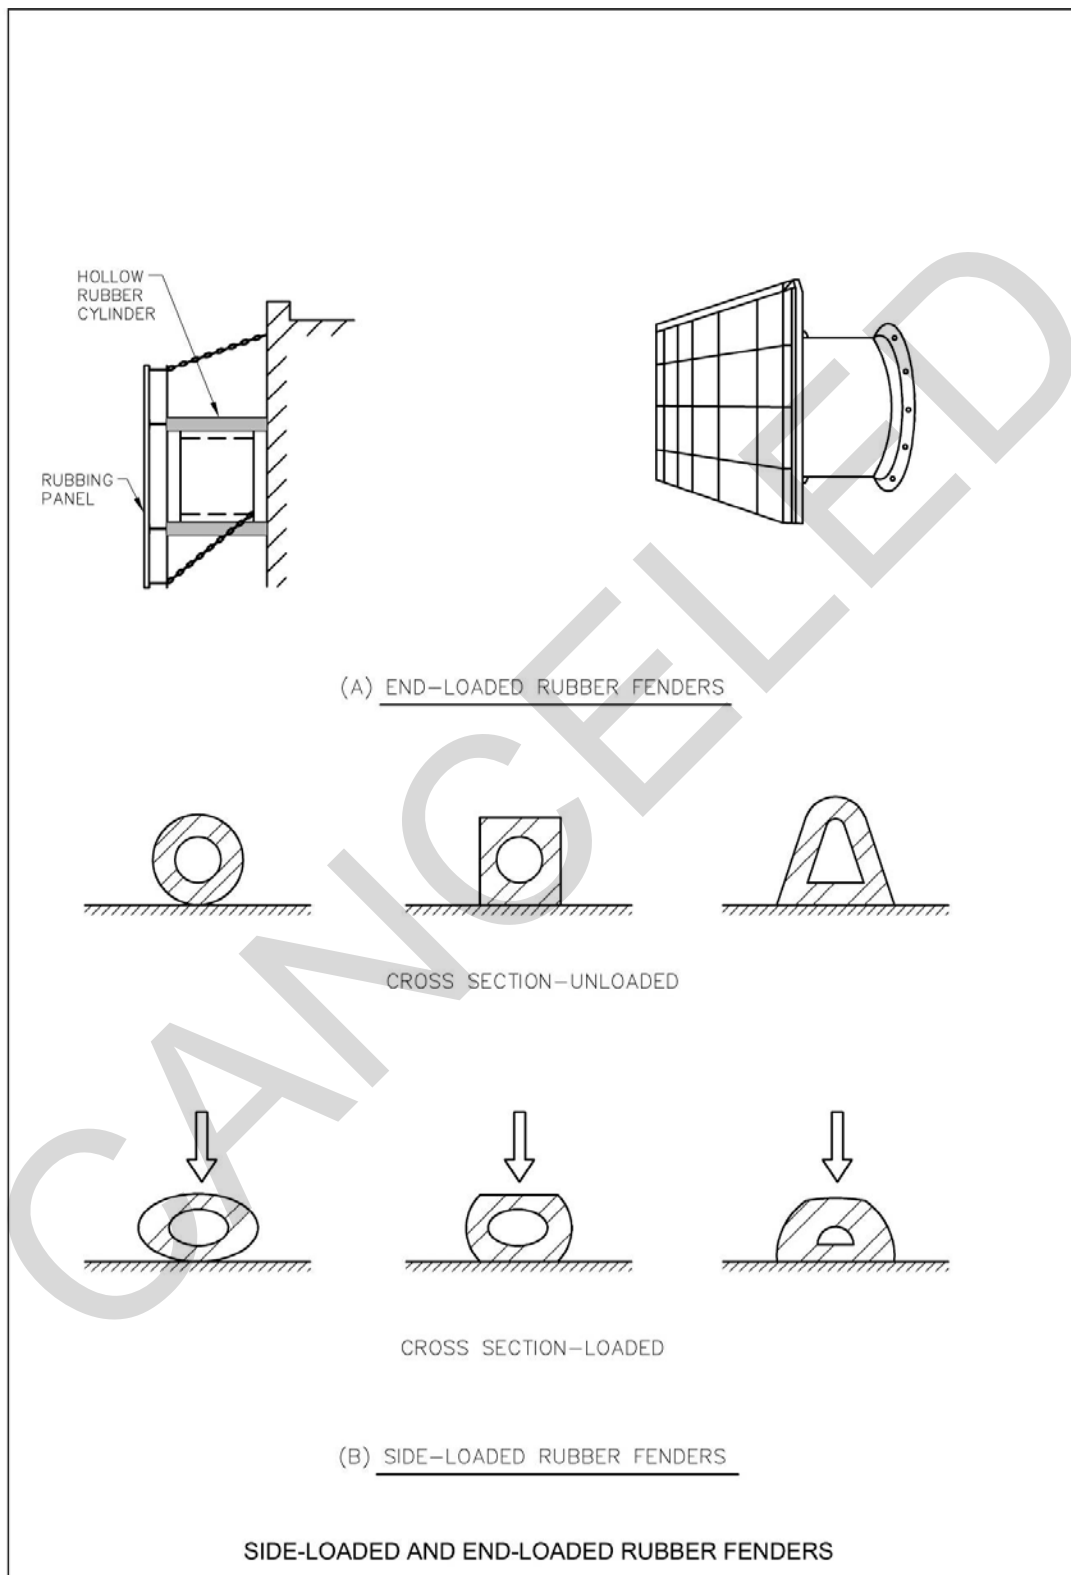 HOLLOW
RUBBER
CYLINDER
RUBBING
PANEL
(A) END-LOADED RUBBER FENDERS
CROSS SECTION-UNLOADED
CROSS SECTION-LOADED
(B) SIDE-LOADED RUBBER FENDERS
SIDE-LOADED AND END-LOADED RUBBER FENDERS
CANCELED